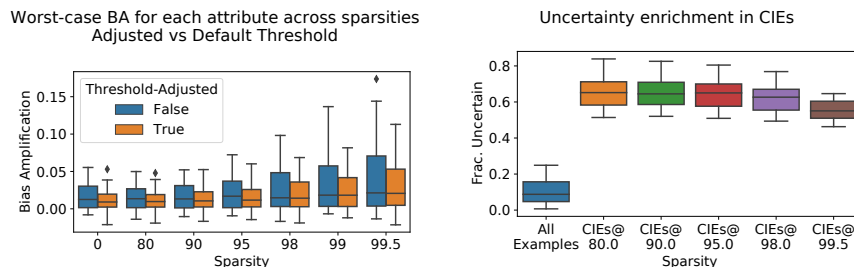 Worst-case BA for each attribute across sparsities
Adjusted vs Default Threshold
Bias Amplification
0.15
0.10
0.05
0.00
Threshold-Adjusted
False
True
0 80 90 95 98 99 99.5
Sparsity
Uncertainty enrichment in CIEs
Frac. Uncertain
0.8
0.6
0.4
0.2
0.0
All CIEs@ CIEs@ CIEs@ CIEs@ CIEs@
Examples 80.0 90.0 95.0 98.0 99.5
Sparsity